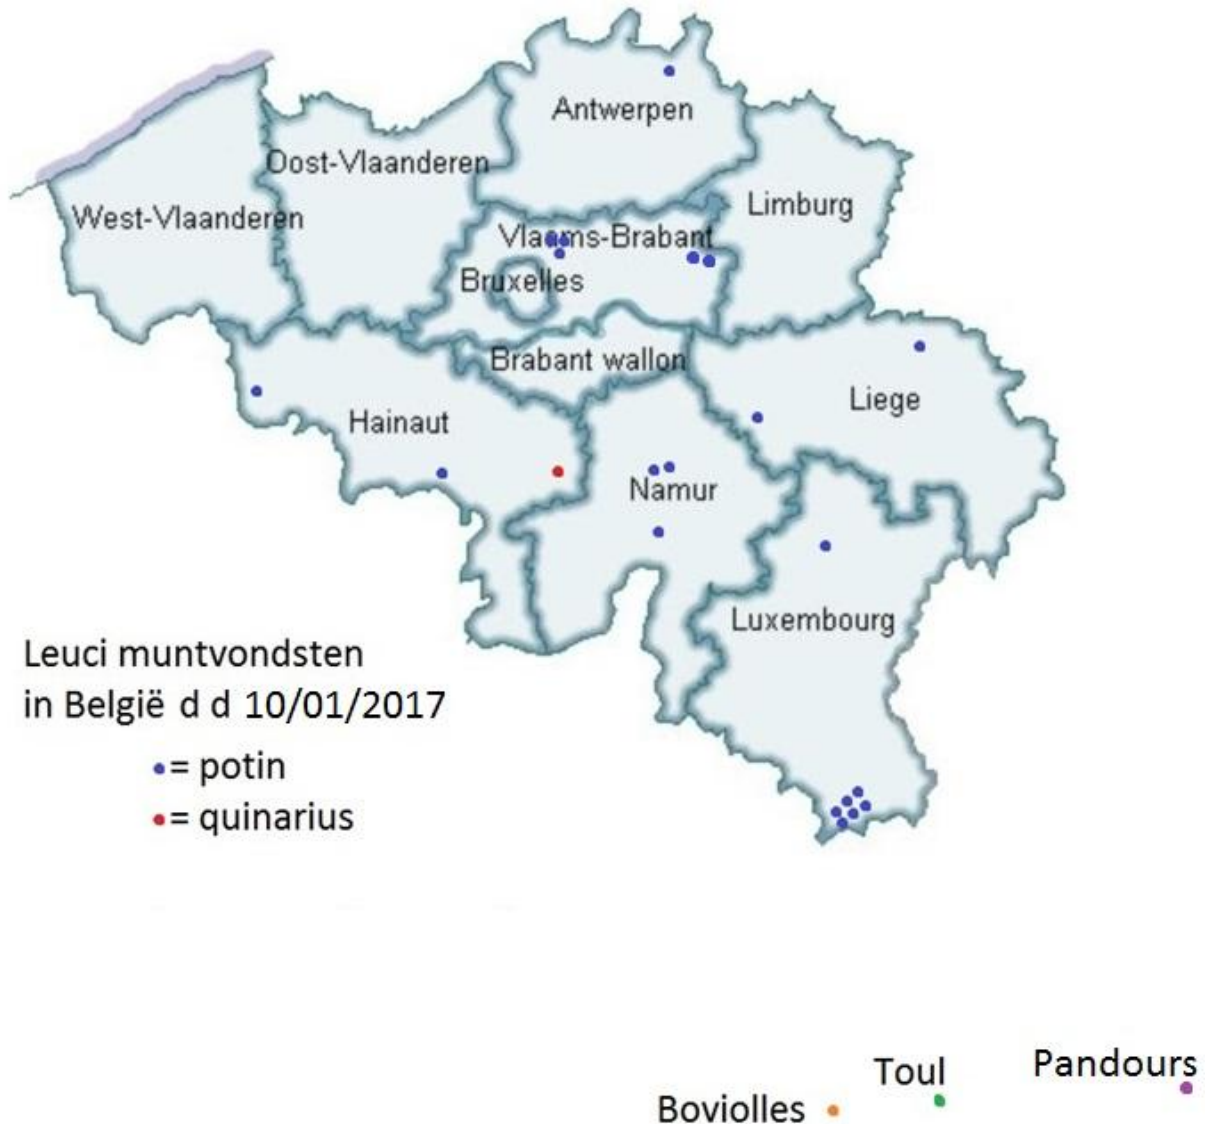 Antwerpen
Oost-Vlaanderen
Limburg
West-Vlaanderen
Vlaams-Brabant
Bruxelles
Brabant wallon
Liege
Hainaut
Namur
Luxembourg
Leuci muntvondsten
in België d d 10/01/2017
= potin
= quinarius
Pandours
Toul
Boviolles